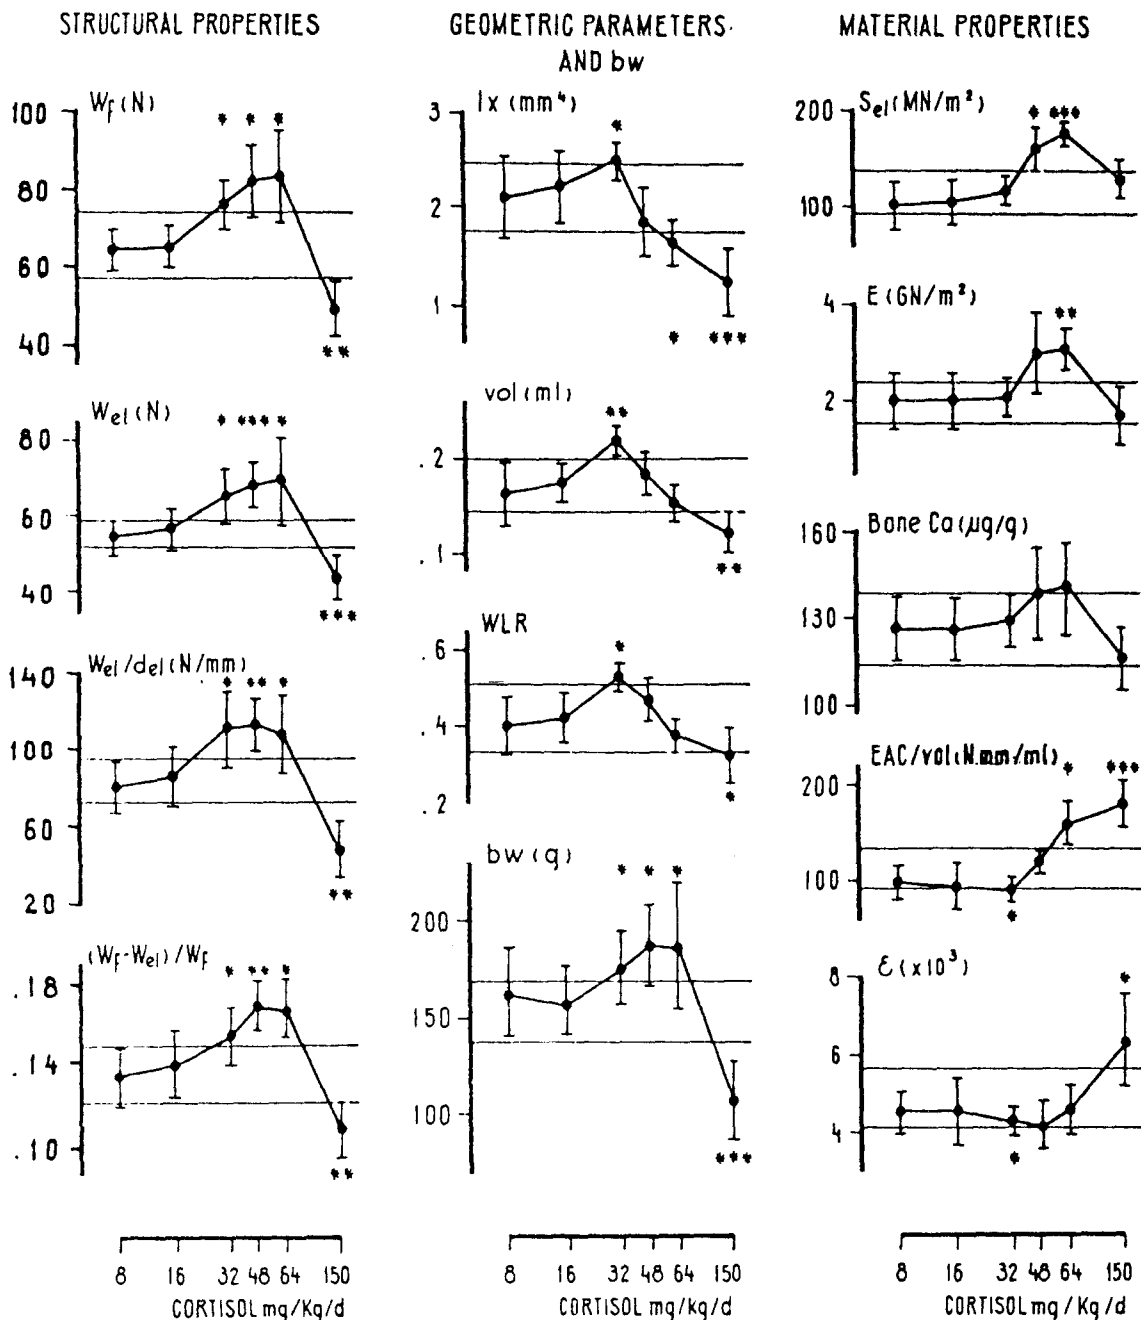 STRUCTURAL PROPERTIES
GEOMETRIC PARAMETERS
AND bw
MATERIAL PROPERTIES
Wf (N)
* * *
100
80
60
40
**
Wel (N)
* *** *
80
60
40
***
Wel/del (N/mm)
* ** *
140
100
60
20
**
(Wf-Wel)/Wf
* ** *
.18
.14
.10
**
8 16 32 48 64 150
CORTISOL mg/Kg/d
Ix (mm⁴)
*
3
2
1
* ***
vol (ml)
**
.2
.1
**
WLR
*
.6
.4
.2
*
bw (g)
* * *
200
150
100
***
8 16 32 48 64 150
CORTISOL mg/Kg/d
Sel (MN/m²)
* ***
200
100
E (GN/m²)
**
4
2
Bone Ca (µg/g)
160
130
100
EAC/vol (N.mm/ml)
* ***
200
100
*
ε (x10³)
*
8
6
4
*
8 16 32 48 64 150
CORTISOL mg/Kg/d